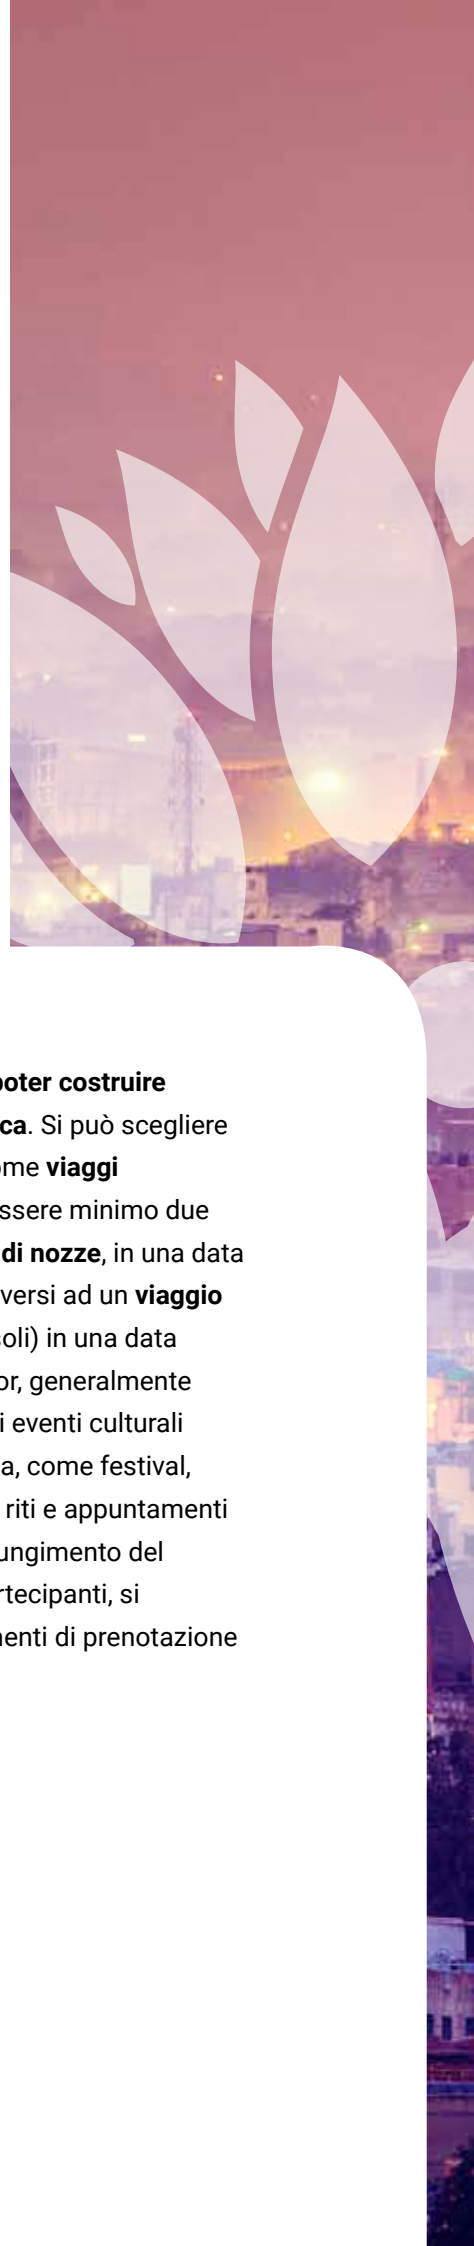 poter costruire
ca. Si può scegliere
ome viaggi
ssere minimo due
di nozze, in una data
versi ad un viaggio
soli) in una data
or, generalmente
i eventi culturali
a, come festival,
riti e appuntamenti
ungimento del
rtecipanti, si
nenti di prenotazione